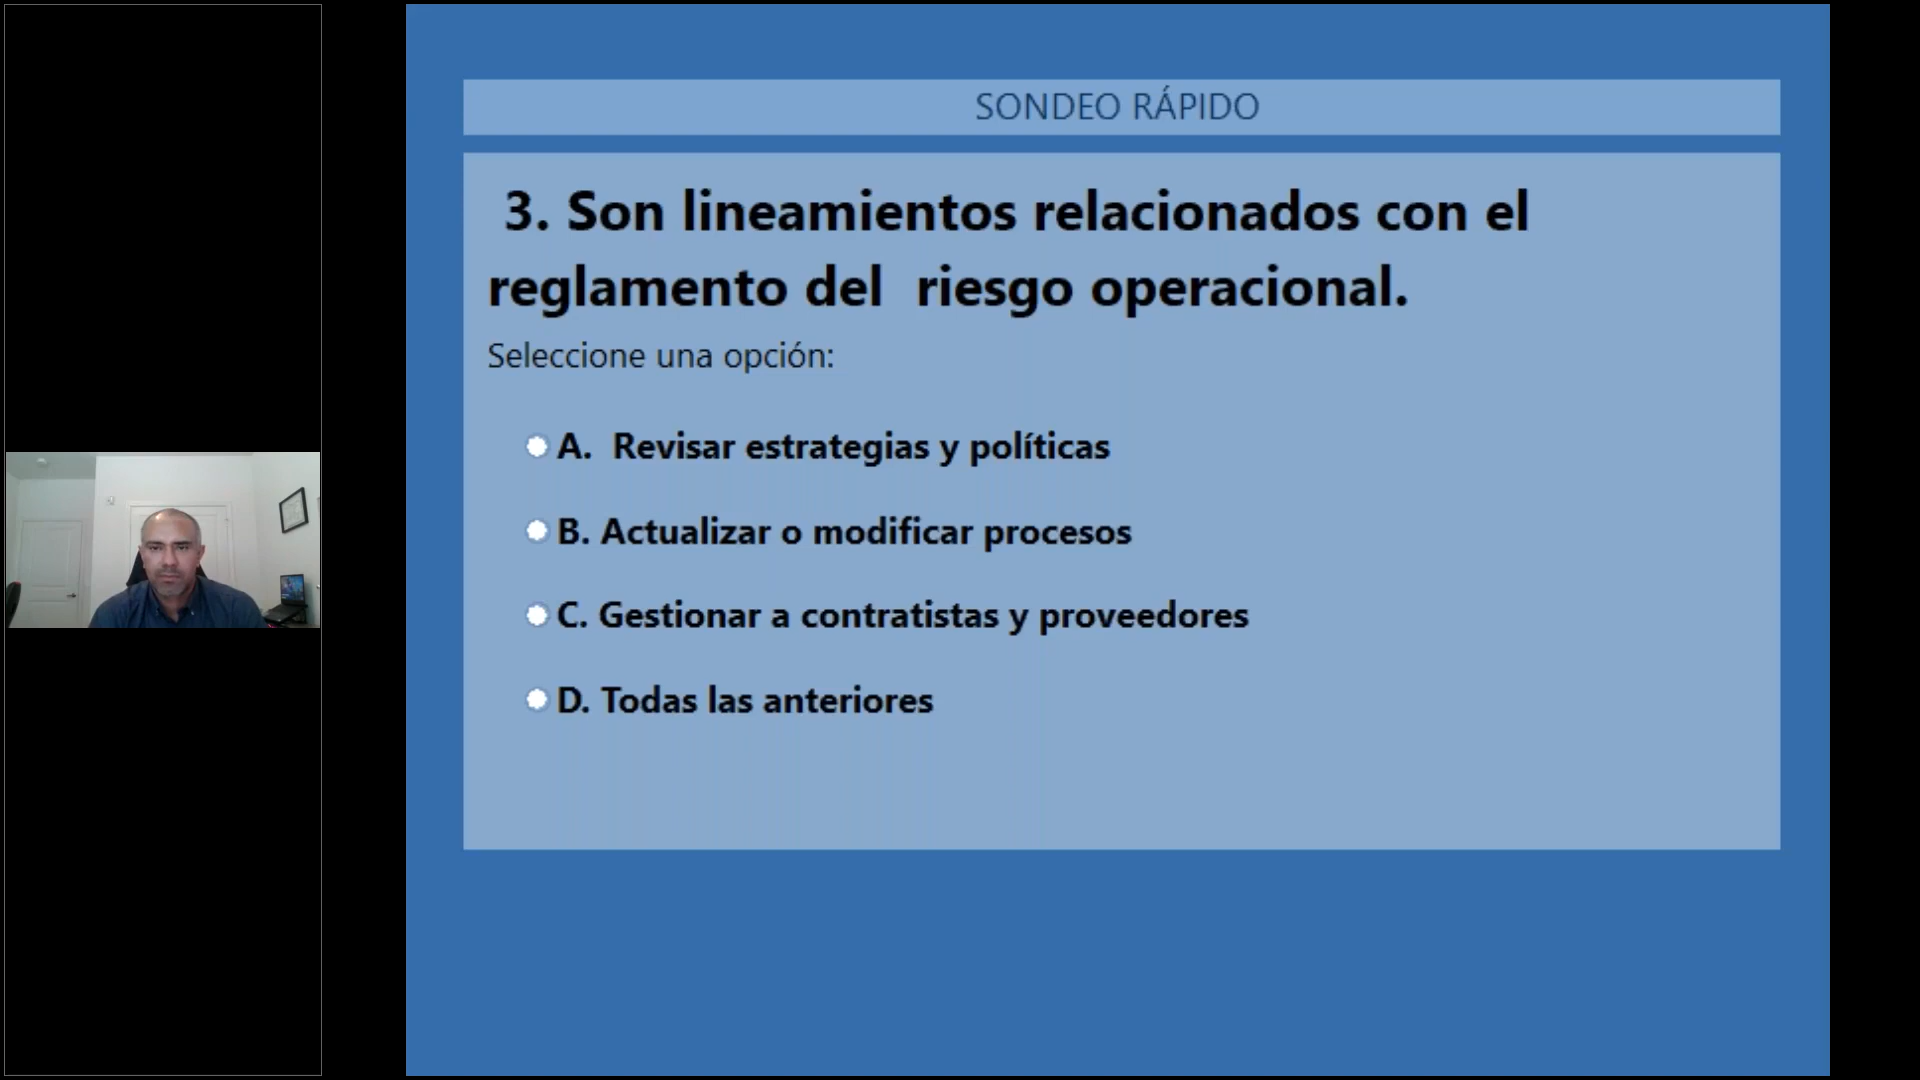 SONDEO RÁPIDO
3. Son lineamientos relacionados con el
reglamento del riesgo operacional.
Seleccione una opción:
A. Revisar estrategias y políticas
B. Actualizar o modificar procesos
C. Gestionar a contratistas y proveedores
D. Todas las anteriores